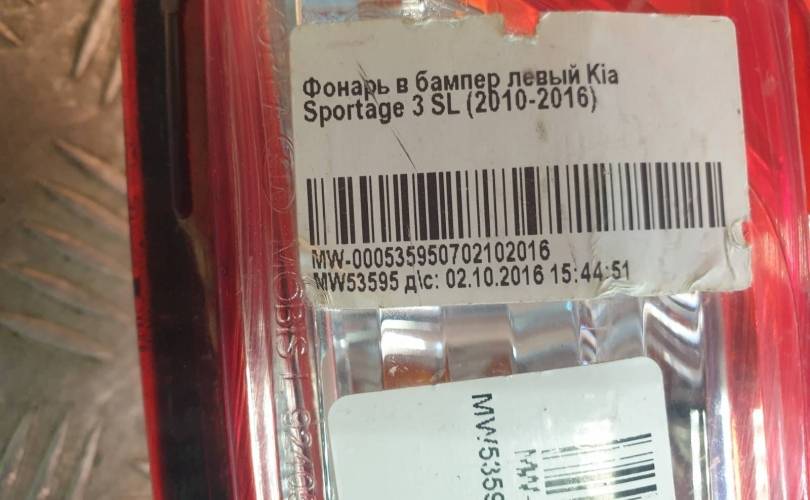 Фонарь в бампер левый Kia
Sportage 3 SL (2010-2016)
MW-000535950702102016
MW53595 д\с: 02.10.2016 15:44:51
MOBIS
MW5359
MW-